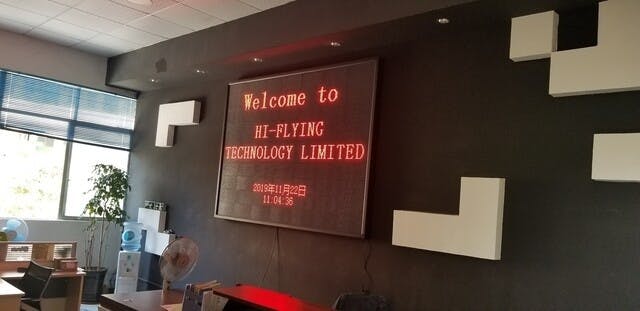 Welcome to
HI-FLYING
TECHNOLOGY LIMITED
2019年11月22日
11:04:36